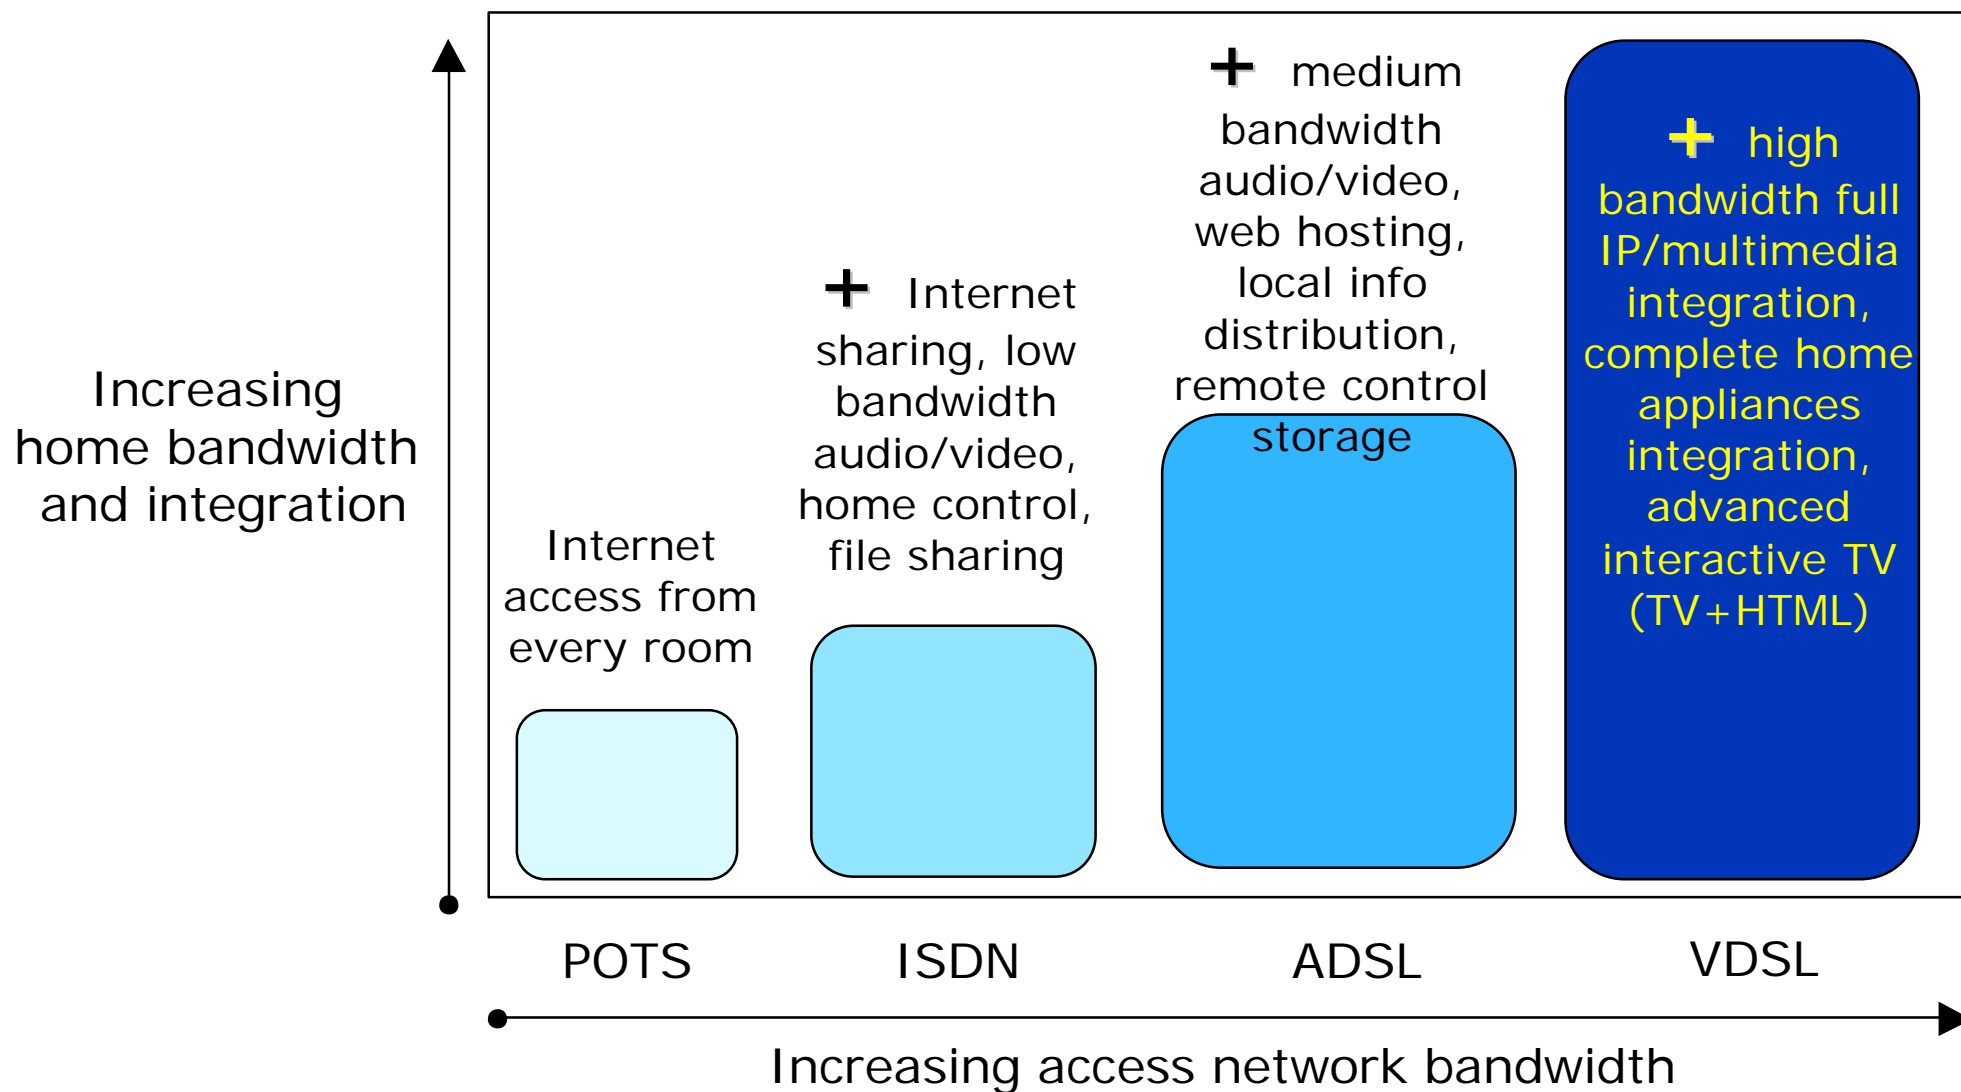 Increasing
home bandwidth
and integration
Internet
access from
every room
+ Internet
sharing, low
bandwidth
audio/video,
home control,
file sharing
+ medium
bandwidth
audio/video,
web hosting,
local info
distribution,
remote control
storage
+ high
bandwidth full
IP/multimedia
integration,
complete home
appliances
integration,
advanced
interactive TV
(TV+HTML)
POTS
ISDN
ADSL
VDSL
Increasing access network bandwidth